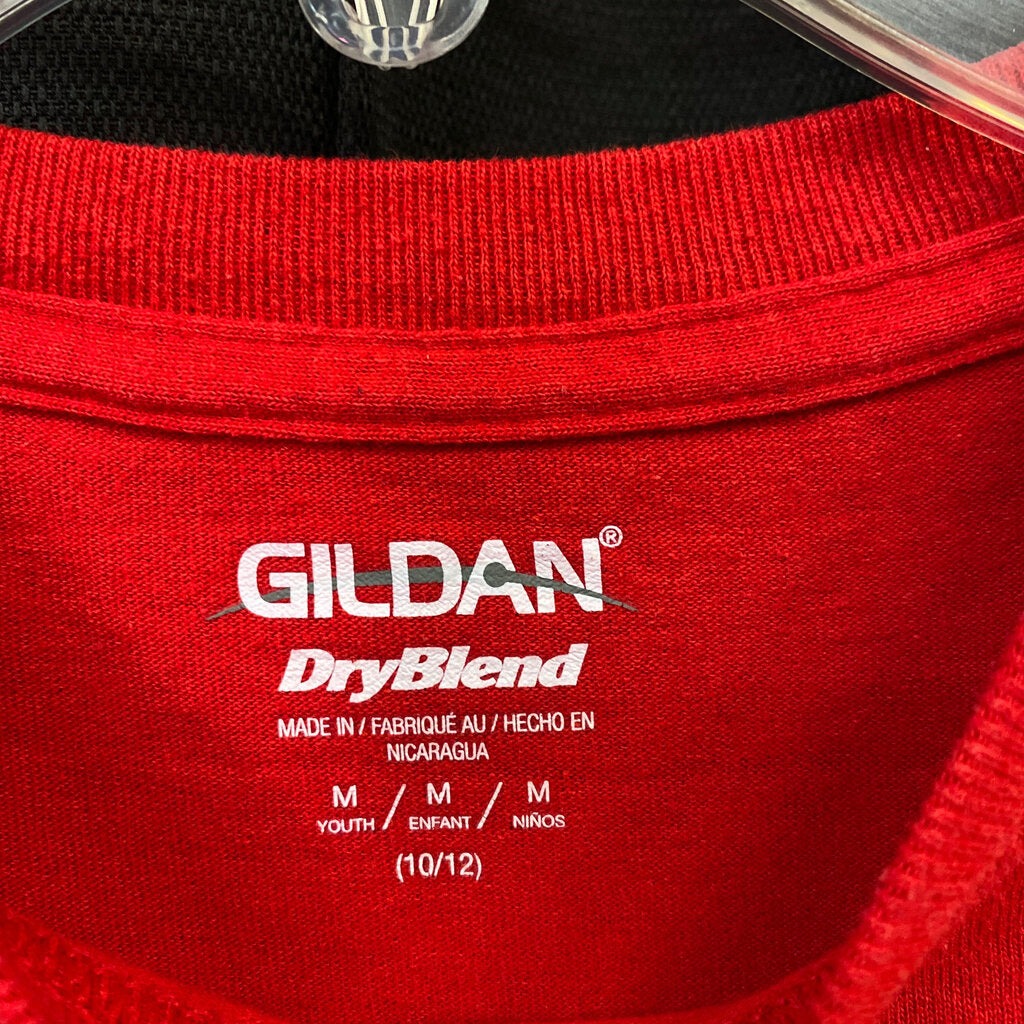 GILDAN®
DryBlend
MADE IN / FABRIQUÉ AU / HECHO EN
NICARAGUA
M / M / M
YOUTH / ENFANT / NIÑOS
(10/12)